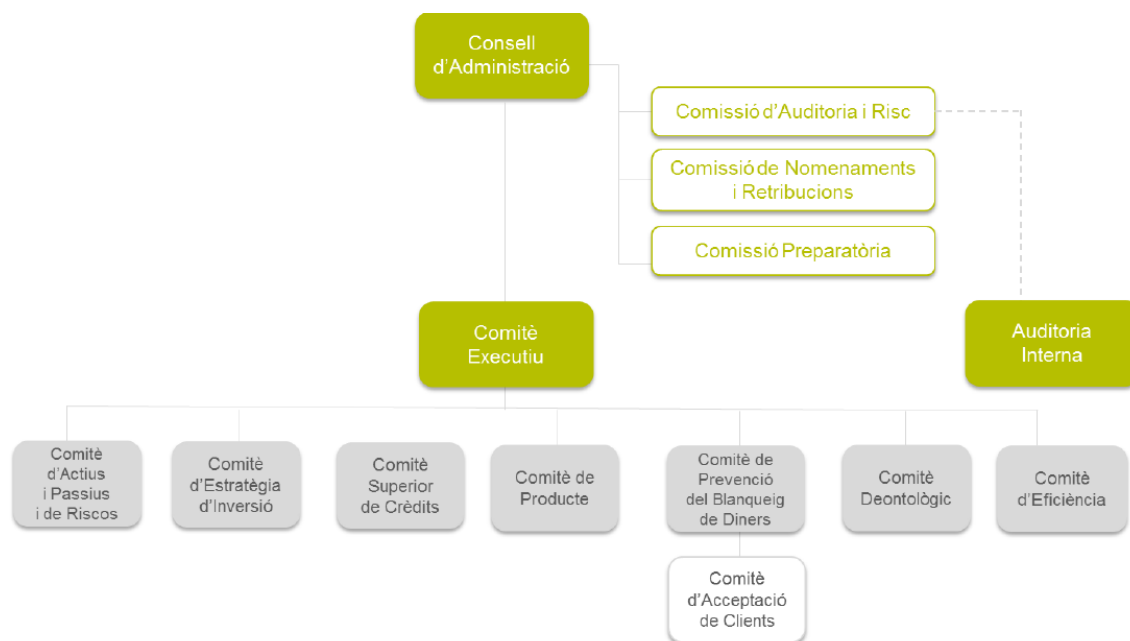 Consell
d'Administració
Comissió d'Auditoria i Risc
Comissió de Nomenaments
i Retribucions
Comissió Preparatòria
Comitè
Executiu
Auditoria
Interna
Comitè
d'Actius
i Passius
i de Riscos
Comitè
d'Estratègia
d'Inversió
Comitè
Superior
de Crèdits
Comitè de
Producte
Comitè de
Prevenció
del Blanqueig
de Diners
Comitè
Deontològic
Comitè
d'Eficiència
Comitè
d'Acceptació
de Clients